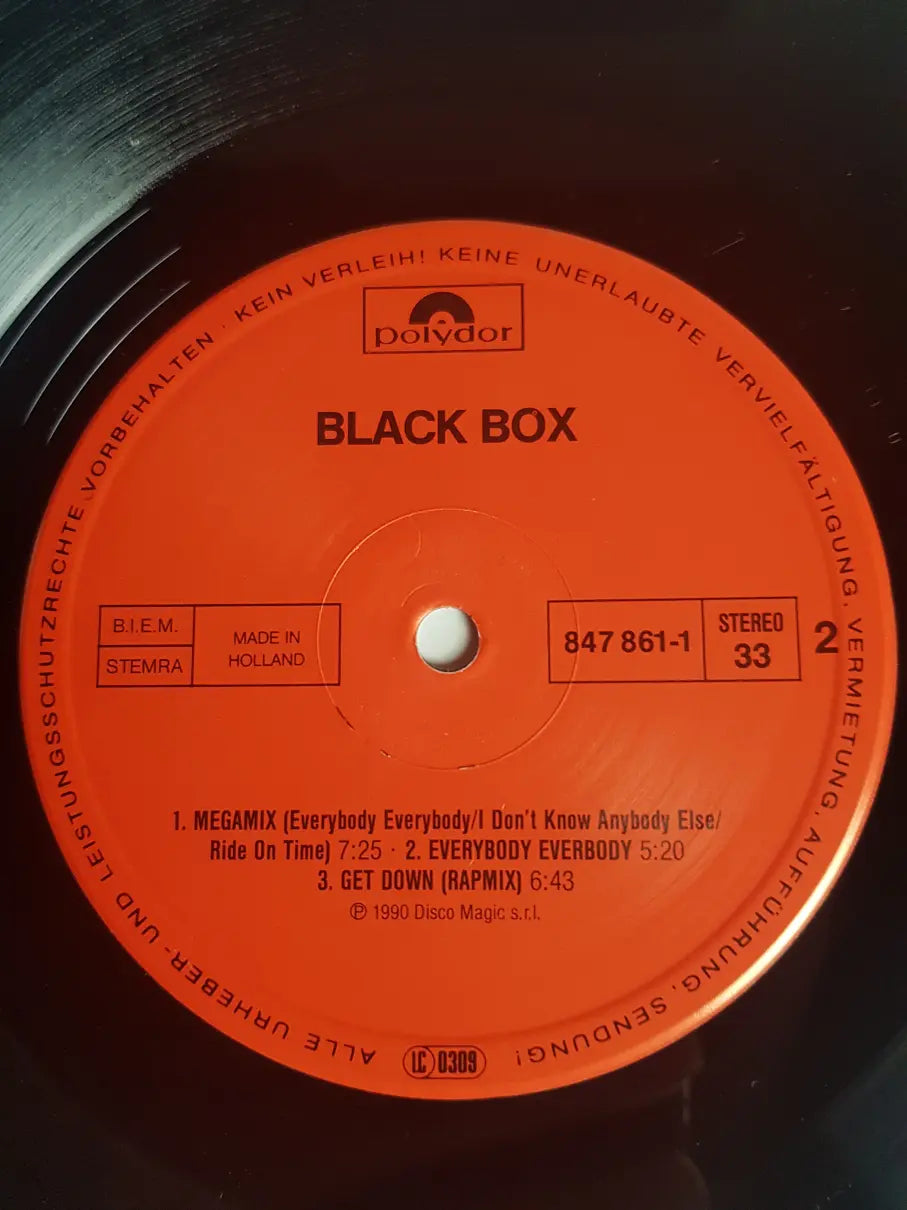 ALLE URHEBER- UND LEISTUNGSSCHUTZRECHTE VORBEHALTEN · KEIN VERLEIH! KEINE UNERLAUBTE VERVIELFÄLTIGUNG, VERMIETUNG, AUFFÜHRUNG, SENDUNG!
polydor
BLACK BOX
B.I.E.M.
STEMRA
MADE IN
HOLLAND
847 861-1
STEREO
33
2
1. MEGAMIX (Everybody Everybody/I Don't Know Anybody Else/
Ride On Time) 7:25 · 2. EVERYBODY EVERBODY 5:20
3. GET DOWN (RAPMIX) 6:43
℗ 1990 Disco Magic s.r.l.
LC 0309